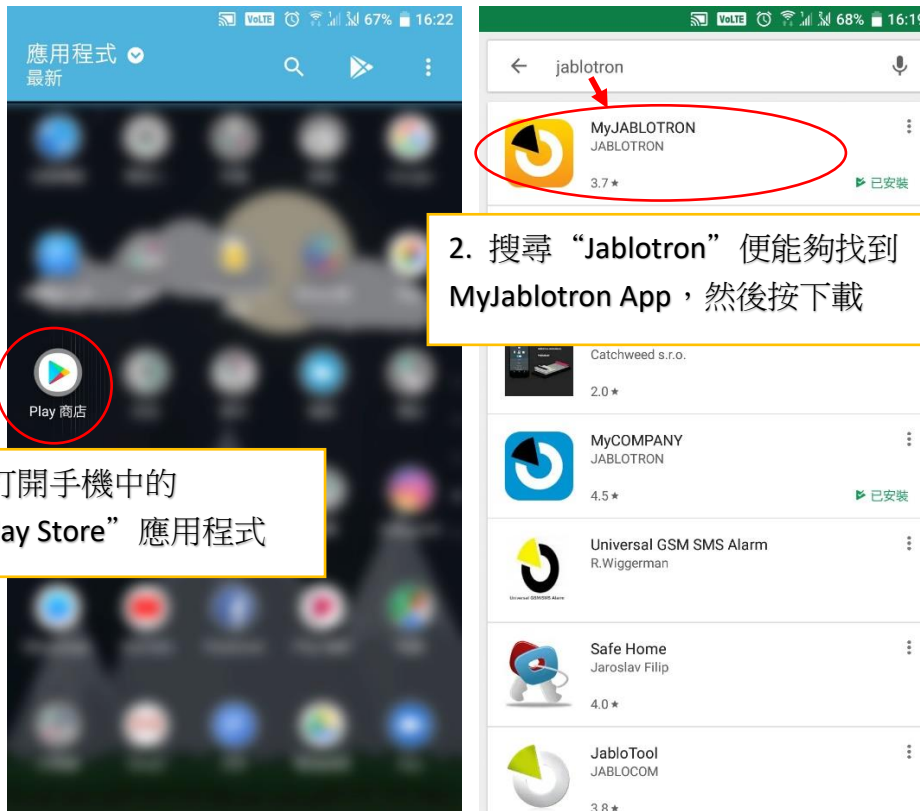 VoLTE 67% 16:22
應用程式
最新
Play 商店
打開手機中的
ay Store”應用程式
VoLTE 68% 16:19
jablotron
MyJABLOTRON
JABLOTRON
3.7★
已安裝
2. 搜尋“Jablotron”便能夠找到
MyJablotron App，然後按下載
Catchweed s.r.o.
2.0★
MyCOMPANY
JABLOTRON
4.5★
已安裝
Universal GSM SMS Alarm
R.Wiggerman
Safe Home
Jaroslav Filip
4.0★
JabloTool
JABLOCOM
3.8★